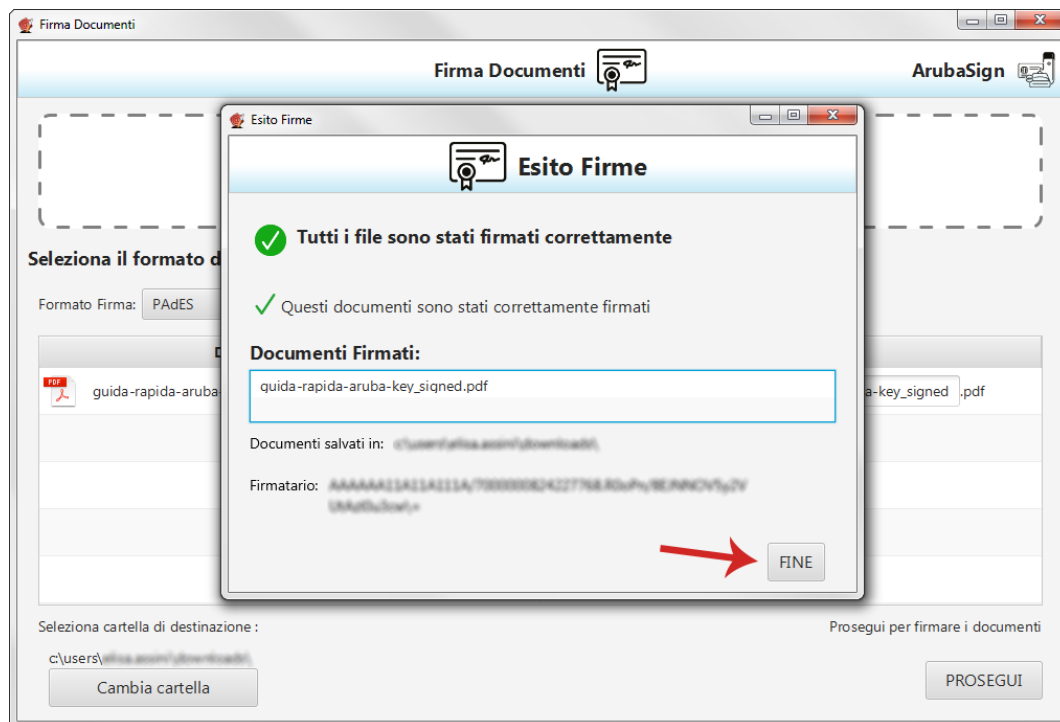 Firma Documenti
Firma Documenti
ArubaSign
Esito Firme
Esito Firme
Tutti i file sono stati firmati correttamente
Questi documenti sono stati correttamente firmati
Documenti Firmati:
guida-rapida-aruba-key_signed.pdf
Documenti salvati in:
Firmatario:
FINE
Seleziona il formato d
Formato Firma: PAdES
D
PDF
guida-rapida-aruba-
a-key_signed .pdf
Seleziona cartella di destinazione :
Prosegui per firmare i documenti
c:\users\
Cambia cartella
PROSEGUI